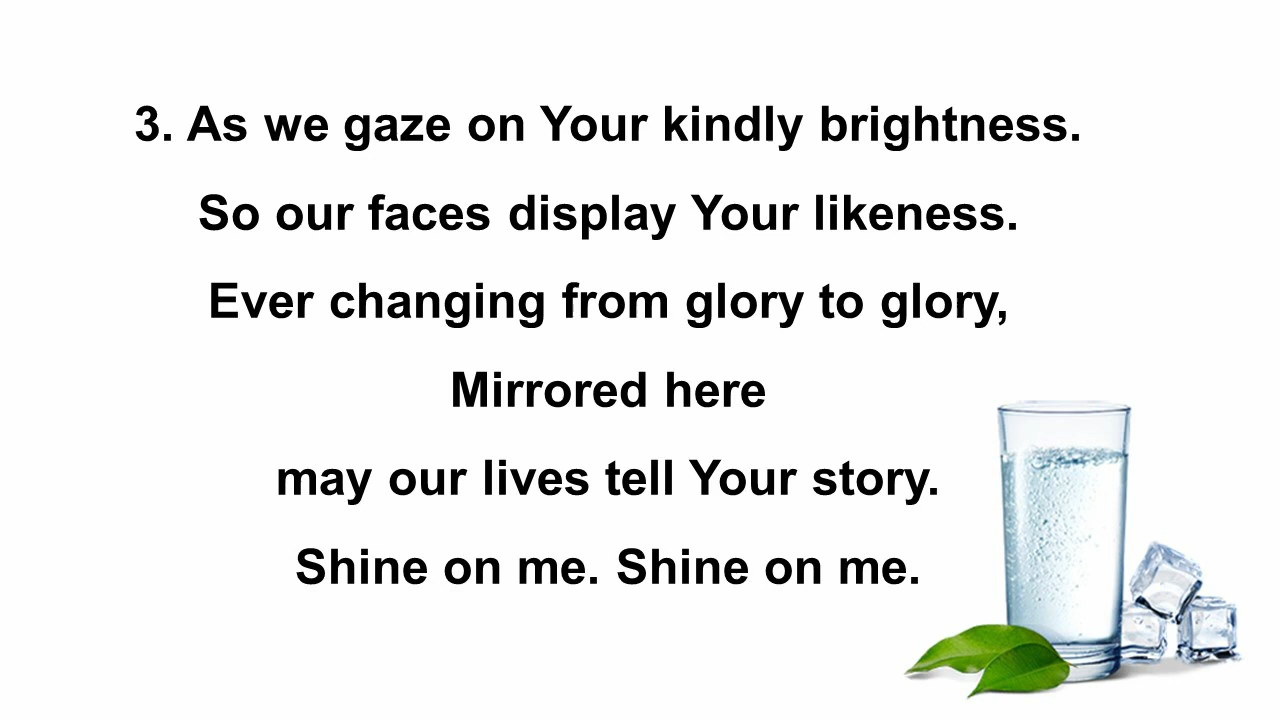 3. As we gaze on Your kindly brightness.
So our faces display Your likeness.
Ever changing from glory to glory,
Mirrored here
may our lives tell Your story.
Shine on me. Shine on me.